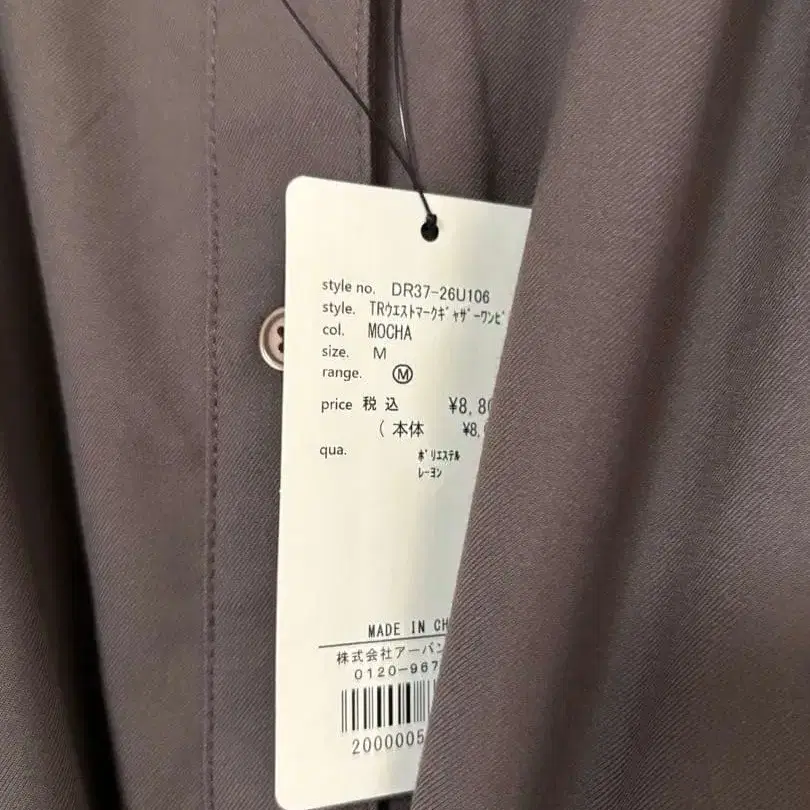 style no. DR37-26U106
style. TRｳｴｽﾄﾏｰｸｷﾞｬｻﾞｰﾜﾝﾋﾟ
col. MOCHA
size. M
range. Ⓜ
price 税込 ¥8,80
( 本体 ¥8,
qua. ﾎﾟﾘｴｽﾃﾙ
ﾚｰﾖﾝ
MADE IN CH
株式会社アーバン
0120-967
2000005